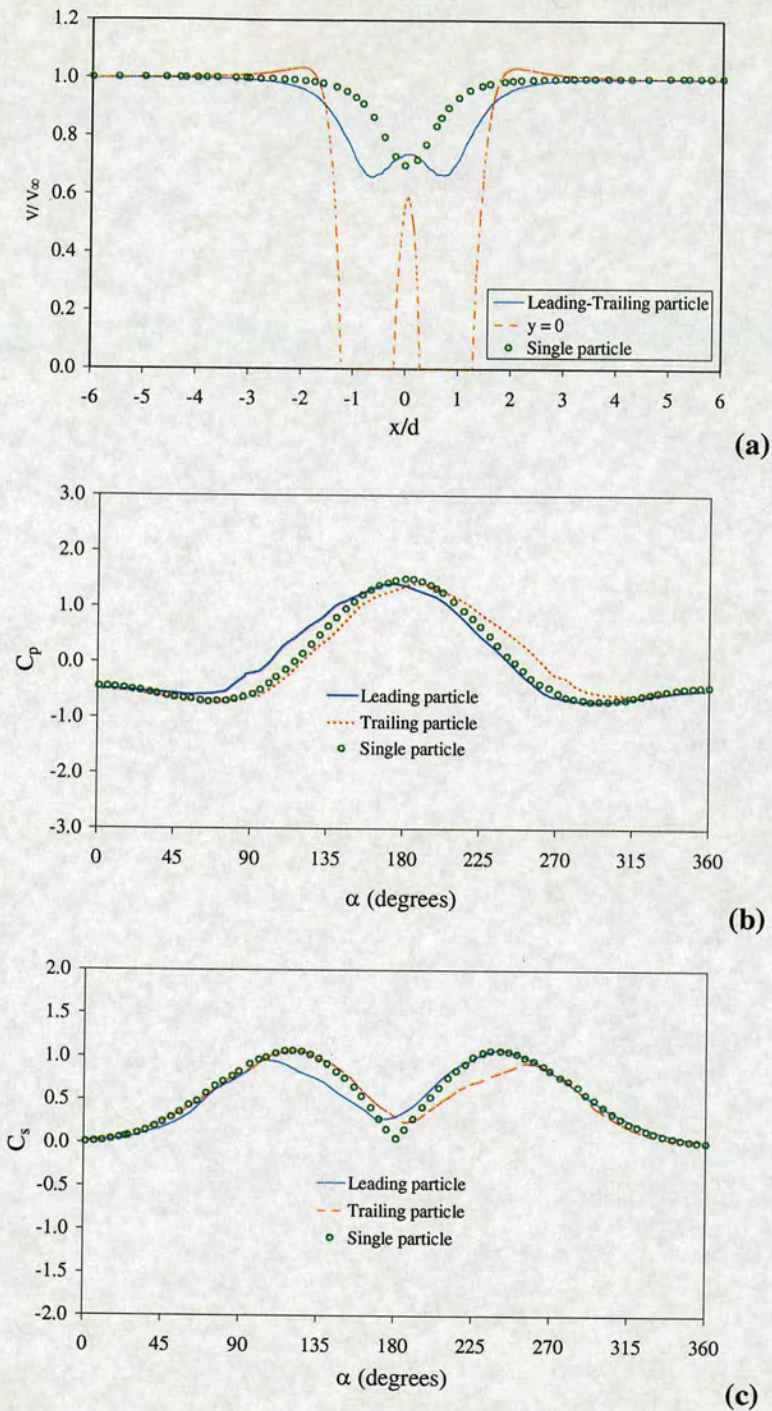 1.2
1.0
0.8
0.6
0.4
0.2
0.0
v/ v∞
Leading-Trailing particle
y = 0
Single particle
-6 -5 -4 -3 -2 -1 0 1 2 3 4 5 6
x/d
(a)
3.0
2.0
1.0
0.0
-1.0
-2.0
-3.0
Cp
Leading particle
Trailing particle
Single particle
0 45 90 135 180 225 270 315 360
α (degrees)
(b)
2.0
1.5
1.0
0.5
0.0
-0.5
-1.0
-1.5
-2.0
Cs
Leading particle
Trailing particle
Single particle
0 45 90 135 180 225 270 315 360
α (degrees)
(c)